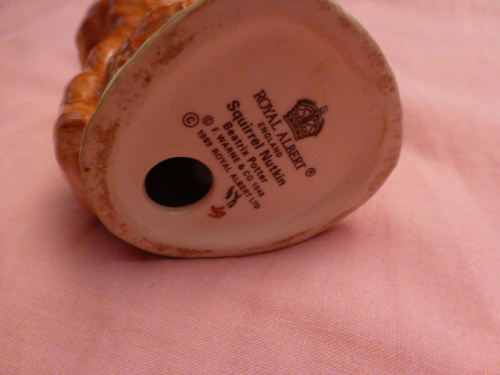 ROYAL ALBERT ®
ENGLAND
Squirrel Nutkin
Beatrix Potter
© F. WARNE & CO 1948
© 1989 ROYAL ALBERT LTD